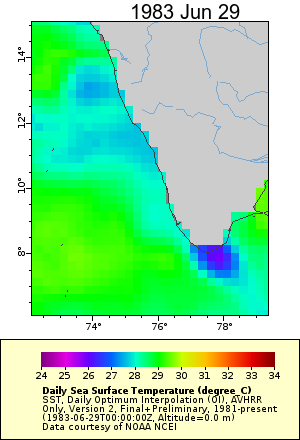 1983 Jun 29
14°
12°
10°
8°
74° 76° 78°
24 25 26 27 28 29 30 31 32 33 34
Daily Sea Surface Temperature (degree_C)
SST, Daily Optimum Interpolation (OI), AVHRR
Only, Version 2, Final+Preliminary, 1981-present
(1983-06-29T00:00:00Z, Altitude=0.0 m)
Data courtesy of NOAA NCEI